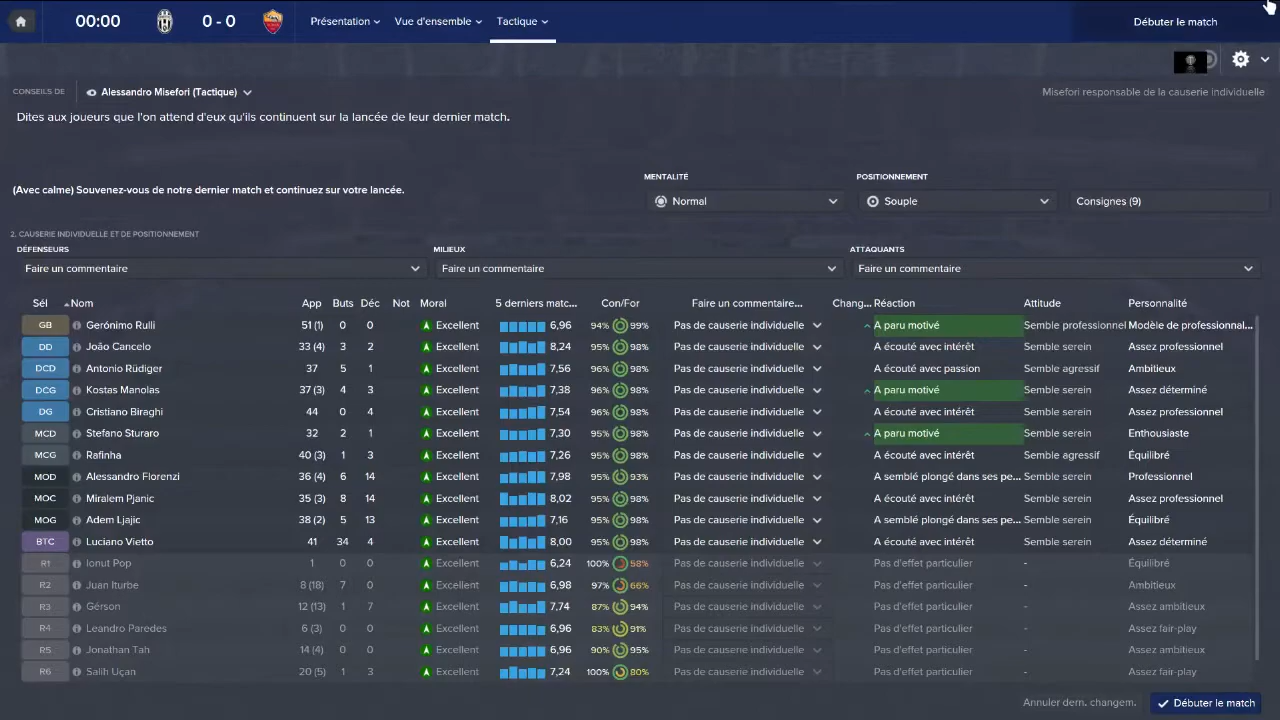 00:00 0 - 0 Présentation Vue d'ensemble Tactique Débuter le match
CONSEILS DE Alessandro Misefori (Tactique) Misefori responsable de la causerie individuelle
Dites aux joueurs que l'on attend d'eux qu'ils continuent sur la lancée de leur dernier match.
MENTALITÉ POSITIONNEMENT
(Avec calme) Souvenez-vous de notre dernier match et continuez sur votre lancée. Normal Souple Consignes (9)
2. CAUSERIE INDIVIDUELLE ET DE POSITIONNEMENT
DÉFENSEURS MILIEUX ATTAQUANTS
Faire un commentaire Faire un commentaire Faire un commentaire
Sél Nom App Buts Déc Not Moral 5 derniers matc... Con/For Faire un commentaire... Chang... Réaction Attitude Personnalité
GB Gerónimo Rulli 51 (1) 0 0 Excellent 6,96 94% 99% Pas de causerie individuelle A paru motivé Semble professionnel Modèle de professionnal...
DD João Cancelo 33 (4) 3 2 Excellent 8,24 95% 98% Pas de causerie individuelle A écouté avec intérêt Semble serein Assez professionnel
DCD Antonio Rüdiger 37 5 1 Excellent 7,56 96% 98% Pas de causerie individuelle A écouté avec passion Semble agressif Ambitieux
DCG Kostas Manolas 37 (3) 4 3 Excellent 7,38 96% 98% Pas de causerie individuelle A paru motivé Semble serein Assez déterminé
DG Cristiano Biraghi 44 0 4 Excellent 7,54 96% 98% Pas de causerie individuelle A écouté avec intérêt Semble serein Assez professionnel
MCD Stefano Sturaro 32 2 1 Excellent 7,30 95% 98% Pas de causerie individuelle A paru motivé Semble serein Enthousiaste
MCG Rafinha 40 (3) 1 3 Excellent 7,26 95% 98% Pas de causerie individuelle A écouté avec intérêt Semble agressif Équilibré
MOD Alessandro Florenzi 36 (4) 6 14 Excellent 7,98 95% 93% Pas de causerie individuelle A semblé plongé dans ses pe... Semble serein Professionnel
MOC Miralem Pjanic 35 (3) 8 14 Excellent 8,02 95% 98% Pas de causerie individuelle A écouté avec intérêt Semble serein Assez professionnel
MOG Adem Ljajic 38 (2) 5 13 Excellent 7,16 95% 98% Pas de causerie individuelle A semblé plongé dans ses pe... Semble serein Équilibré
BTC Luciano Vietto 41 34 4 Excellent 8,00 95% 98% Pas de causerie individuelle A écouté avec intérêt Semble serein Assez déterminé
R1 Ionut Pop 1 0 0 Excellent 6,24 100% 58% Pas de causerie individuelle Pas d'effet particulier - Équilibré
R2 Juan Iturbe 8 (18) 7 0 Excellent 6,98 97% 66% Pas de causerie individuelle Pas d'effet particulier - Ambitieux
R3 Gérson 12 (13) 1 7 Excellent 7,74 87% 94% Pas de causerie individuelle Pas d'effet particulier - Assez ambitieux
R4 Leandro Paredes 6 (3) 0 0 Excellent 6,96 83% 91% Pas de causerie individuelle Pas d'effet particulier - Assez fair-play
R5 Jonathan Tah 14 (4) 0 0 Excellent 6,96 90% 95% Pas de causerie individuelle Pas d'effet particulier - Assez ambitieux
R6 Salih Uçan 20 (5) 1 3 Excellent 7,24 100% 80% Pas de causerie individuelle Pas d'effet particulier - Assez fair-play
Annuler dern. changem. Débuter le match